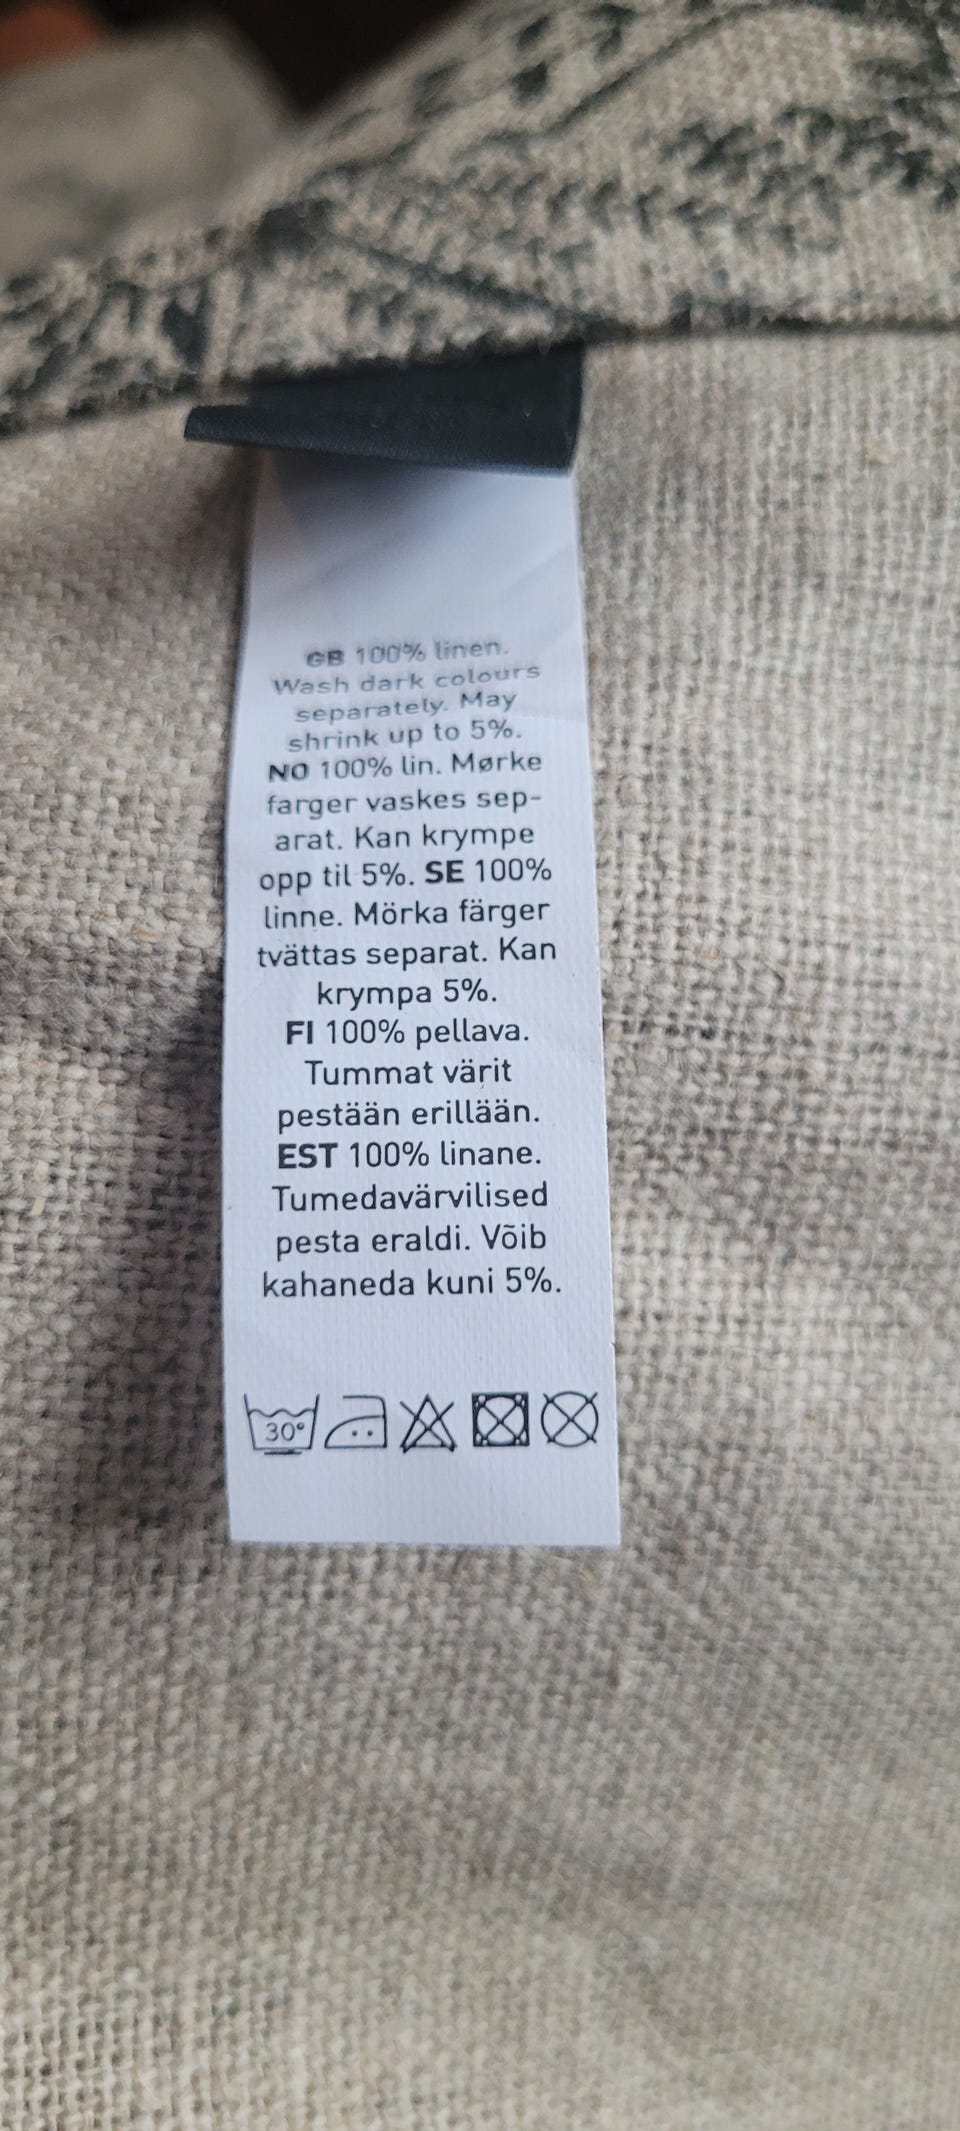 GB 100% linen.
Wash dark colours
separately. May
shrink up to 5%.
NO 100% lin. Mørke
farger vaskes sep-
arat. Kan krympe
opp til 5%. SE 100%
linne. Mörka färger
tvättas separat. Kan
krympa 5%.
FI 100% pellava.
Tummat värit
pestään erillään.
EST 100% linane.
Tumedavärvilised
pesta eraldi. Võib
kahaneda kuni 5%.
30°